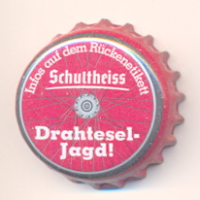 Infos auf dem Rückenetikett
Schultheiss
Drahtesel-
Jagd!